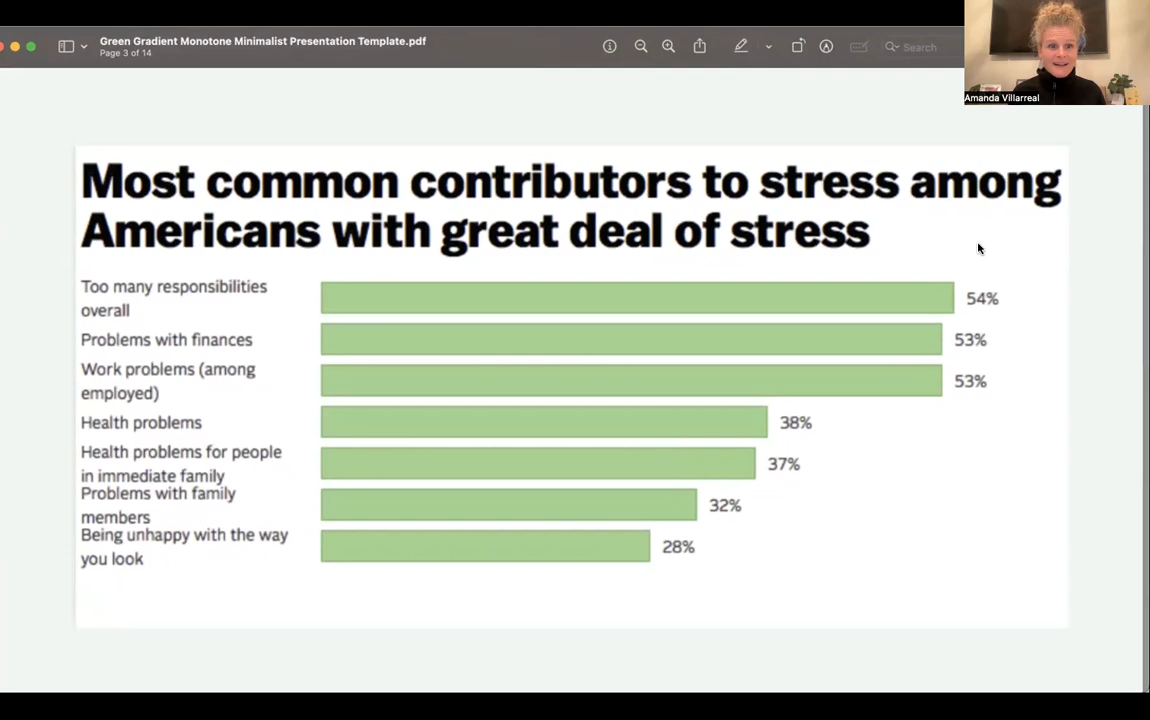 Green Gradient Monotone Minimalist Presentation Template.pdf
Page 3 of 14
Search
Amanda Villarreal
Most common contributors to stress among
Americans with great deal of stress
Too many responsibilities
overall
54%
Problems with finances
53%
Work problems (among
employed)
53%
Health problems
38%
Health problems for people
in immediate family
37%
Problems with family
members
32%
Being unhappy with the way
you look
28%